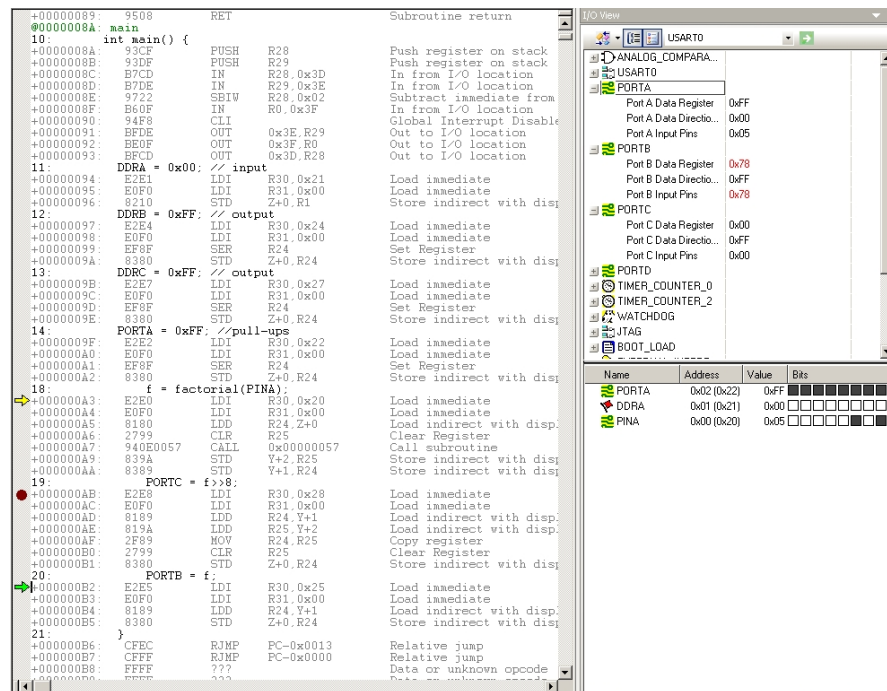 +00000089: 9508 RET Subroutine return
@0000008A: main
10: int main() {
+0000008A: 93CF PUSH R28 Push register on stack
+0000008B: 93DF PUSH R29 Push register on stack
+0000008C: B7CD IN R28,0x3D In from I/O location
+0000008D: B7DE IN R29,0x3E In from I/O location
+0000008E: 9722 SBIW R28,0x02 Subtract immediate from
+0000008F: B60F IN R0,0x3F In from I/O location
+00000090: 94F8 CLI Global Interrupt Disable
+00000091: BFDE OUT 0x3E,R29 Out to I/O location
+00000092: BE0F OUT 0x3F,R0 Out to I/O location
+00000093: BFCD OUT 0x3D,R28 Out to I/O location
11: DDRA = 0x00; // input
+00000094: E2E1 LDI R30,0x21 Load immediate
+00000095: E0F0 LDI R31,0x00 Load immediate
+00000096: 8210 STD Z+0,R1 Store indirect with disp
12: DDRB = 0xFF; // output
+00000097: E2E4 LDI R30,0x24 Load immediate
+00000098: E0F0 LDI R31,0x00 Load immediate
+00000099: EF8F SER R24 Set Register
+0000009A: 8380 STD Z+0,R24 Store indirect with disp
13: DDRC = 0xFF; // output
+0000009B: E2E7 LDI R30,0x27 Load immediate
+0000009C: E0F0 LDI R31,0x00 Load immediate
+0000009D: EF8F SER R24 Set Register
+0000009E: 8380 STD Z+0,R24 Store indirect with disp
14: PORTA = 0xFF; //pull-ups
+0000009F: E2E2 LDI R30,0x22 Load immediate
+000000A0: E0F0 LDI R31,0x00 Load immediate
+000000A1: EF8F SER R24 Set Register
+000000A2: 8380 STD Z+0,R24 Store indirect with disp
18: f = factorial(PINA);
+000000A3: E2E0 LDI R30,0x20 Load immediate
+000000A4: E0F0 LDI R31,0x00 Load immediate
+000000A5: 8180 LDD R24,Z+0 Load indirect with displ
+000000A6: 2799 CLR R25 Clear Register
+000000A7: 940E0057 CALL 0x00000057 Call subroutine
+000000A9: 839A STD Y+2,R25 Store indirect with disp
+000000AA: 8389 STD Y+1,R24 Store indirect with disp
19: PORTC = f>>8;
+000000AB: E2E8 LDI R30,0x28 Load immediate
+000000AC: E0F0 LDI R31,0x00 Load immediate
+000000AD: 8189 LDD R24,Y+1 Load indirect with displ
+000000AE: 819A LDD R25,Y+2 Load indirect with displ
+000000AF: 2F89 MOV R24,R25 Copy register
+000000B0: 2799 CLR R25 Clear Register
+000000B1: 8380 STD Z+0,R24 Store indirect with disp
20: PORTB = f;
+000000B2: E2E5 LDI R30,0x25 Load immediate
+000000B3: E0F0 LDI R31,0x00 Load immediate
+000000B4: 8189 LDD R24,Y+1 Load indirect with displ
+000000B5: 8380 STD Z+0,R24 Store indirect with disp
21: }
+000000B6: CFEC RJMP PC-0x0013 Relative jump
+000000B7: CFFF RJMP PC-0x0000 Relative jump
+000000B8: FFFF ??? Data or unknown opcode
I/O View
USART0
ANALOG_COMPARA...
USART0
PORTA
Port A Data Register 0xFF
Port A Data Directio... 0x00
Port A Input Pins 0x05
PORTB
Port B Data Register 0x78
Port B Data Directio... 0xFF
Port B Input Pins 0x78
PORTC
Port C Data Register 0x00
Port C Data Directio... 0xFF
Port C Input Pins 0x00
PORTD
TIMER_COUNTER_0
TIMER_COUNTER_2
WATCHDOG
JTAG
BOOT_LOAD
Name Address Value Bits
PORTA 0x02 (0x22) 0xFF
DDRA 0x01 (0x21) 0x00
PINA 0x00 (0x20) 0x05